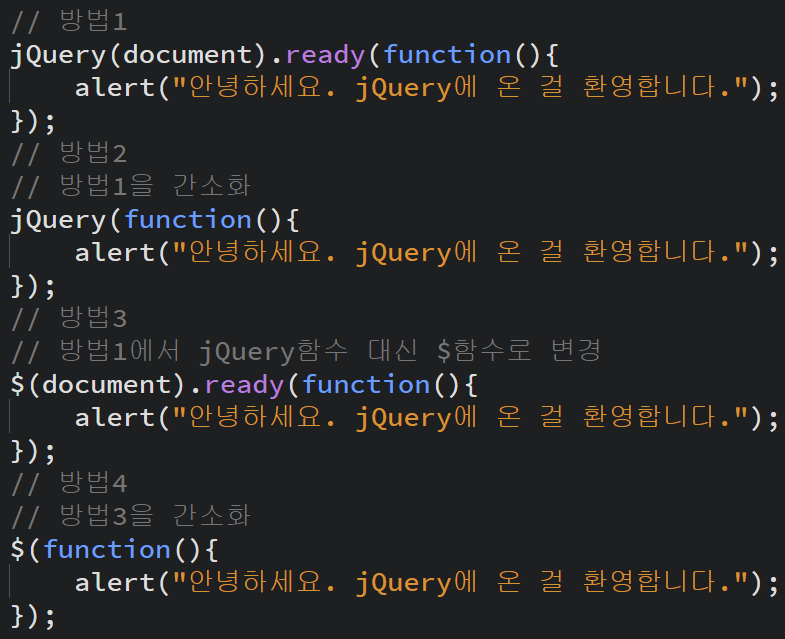 // 방법1
jQuery(document).ready(function(){
    alert("안녕하세요. jQuery에 온 걸 환영합니다.");
});
// 방법2
// 방법1을 간소화
jQuery(function(){
    alert("안녕하세요. jQuery에 온 걸 환영합니다.");
});
// 방법3
// 방법1에서 jQuery함수 대신 $함수로 변경
$(document).ready(function(){
    alert("안녕하세요. jQuery에 온 걸 환영합니다.");
});
// 방법4
// 방법3을 간소화
$(function(){
    alert("안녕하세요. jQuery에 온 걸 환영합니다.");
});